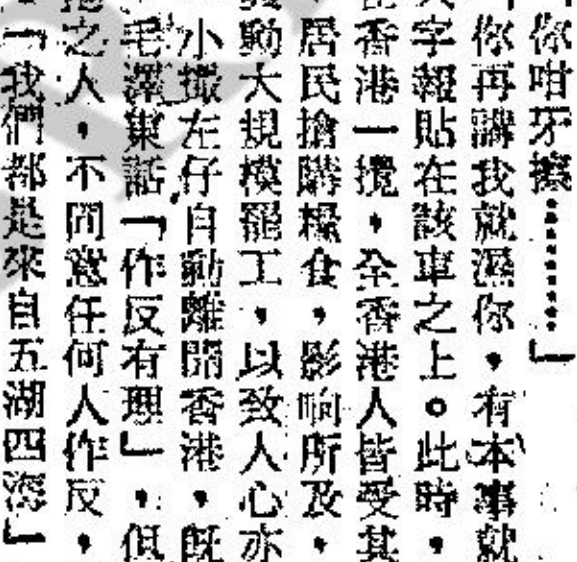 你咁牙擦………」
你再講我就濕你，有本事就
字報貼在該車之上。此時，
香港一攪，全香港人皆受其
居民搶購糧食，影响所及，
動大規模罷工，以致人心亦
小撮左仔自動離開香港，既
毛澤東話「作反有理」，但
之人，不同意任何人作反，
「我們都是來自五湖四海」